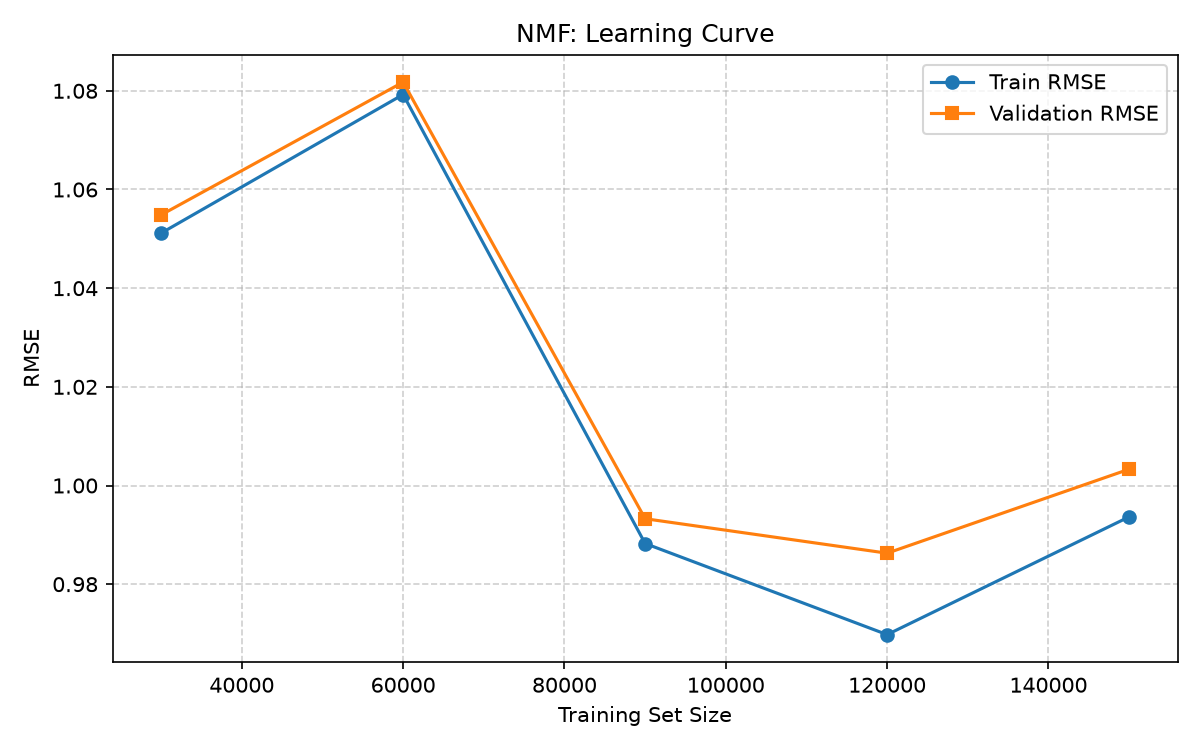 NMF: Learning Curve
Train RMSE
Validation RMSE
RMSE
1.08
1.06
1.04
1.02
1.00
0.98
40000 60000 80000 100000 120000 140000
Training Set Size